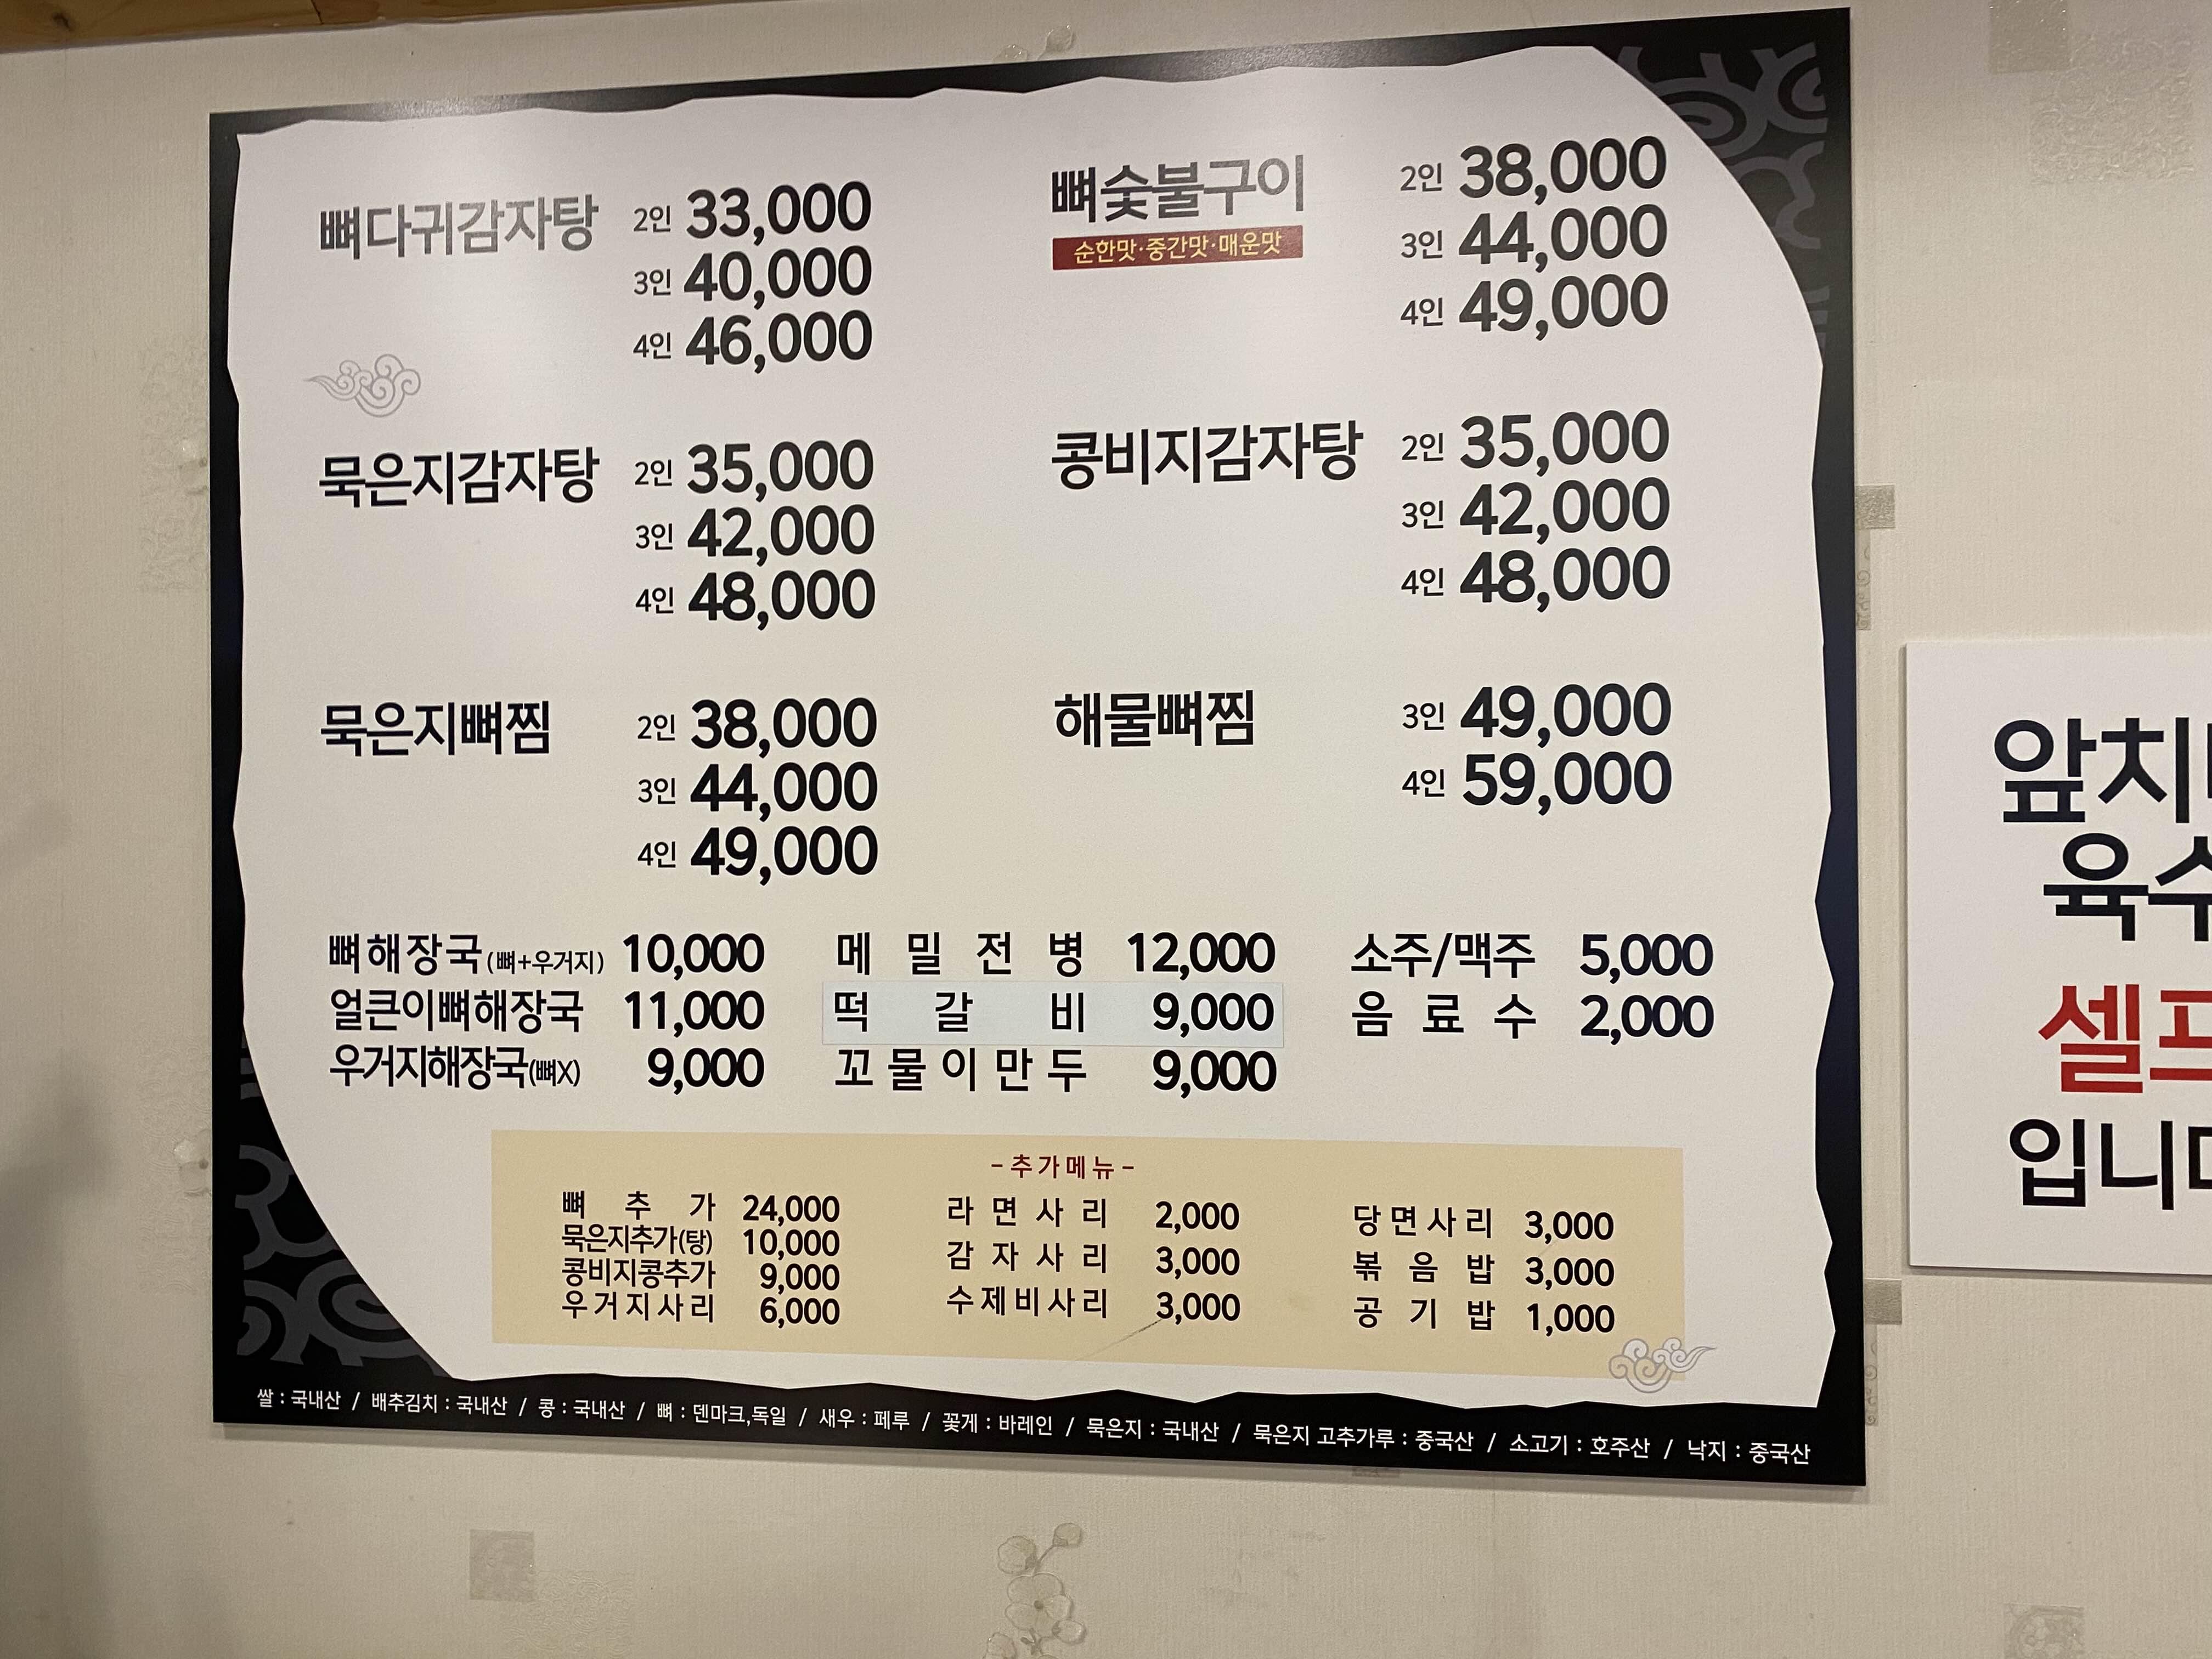 뼈다귀감자탕 2인 33,000
3인 40,000
4인 46,000
뼈숯불구이 2인 38,000
순한맛·중간맛·매운맛
3인 44,000
4인 49,000
묵은지감자탕 2인 35,000
3인 42,000
4인 48,000
콩비지감자탕 2인 35,000
3인 42,000
4인 48,000
묵은지뼈찜 2인 38,000
3인 44,000
4인 49,000
해물뼈찜 3인 49,000
4인 59,000
뼈해장국(뼈+우거지) 10,000
얼큰이뼈해장국 11,000
우거지해장국(뼈X) 9,000
메밀전병 12,000
떡갈비 9,000
꼬물이만두 9,000
소주/맥주 5,000
음료수 2,000
- 추가메뉴 -
뼈추가 24,000
묵은지추가(탕) 10,000
콩비지콩추가 9,000
우거지사리 6,000
라면사리 2,000
감자사리 3,000
수제비사리 3,000
당면사리 3,000
볶음밥 3,000
공기밥 1,000
쌀 : 국내산 / 배추김치 : 국내산 / 콩 : 국내산 / 뼈 : 덴마크,독일 / 새우 : 페루 / 꽃게 : 바레인 / 묵은지 : 국내산 / 묵은지 고추가루 : 중국산 / 소고기 : 호주산 / 낙지 : 중국산
앞치
육수
셀프
입니다